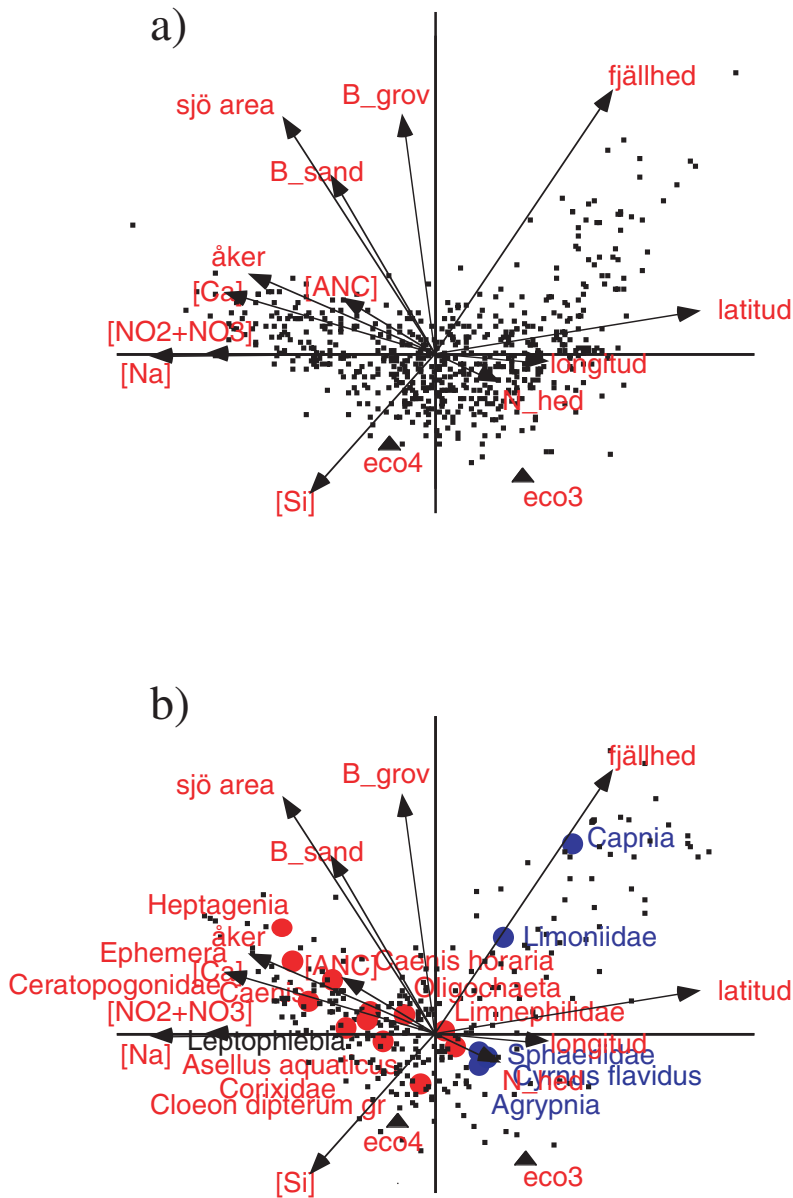 a)
fjällhed
B_grov
sjö area
B_sand
åker
[Ca]
[ANC]
latitud
[NO2+NO3]
longitud
[Na]
N_hed
eco4
[Si]
eco3
b)
fjällhed
B_grov
sjö area
Capnia
B_sand
Heptagenia
åker
Limoniidae
Ephemera
[Ca]
[ANC]
Caenis horaria
Ceratopogonidae
Caenis
Oligochaeta
latitud
[NO2+NO3]
Limnephilidae
Leptophlebia
longitud
[Na]
Sphaeriidae
Asellus aquaticus
N_hed
Cyrnus flavidus
Corixidae
Cloeon dipterum gr
Agrypnia
eco4
[Si]
eco3